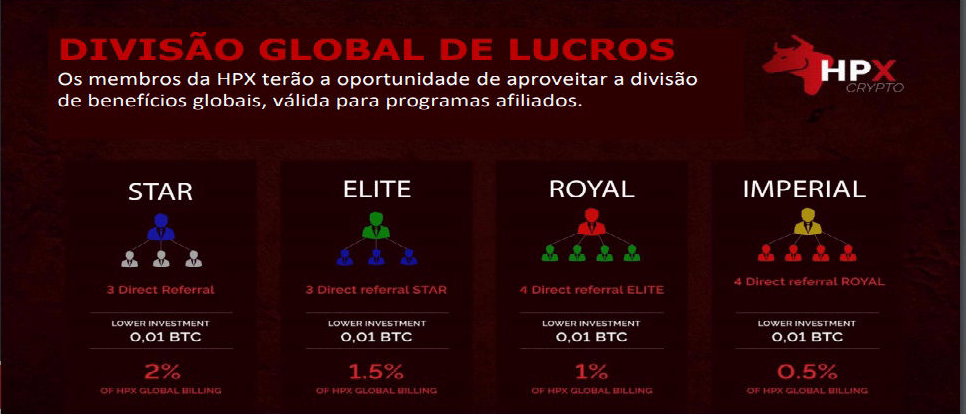 DIVISÃO GLOBAL DE LUCROS
Os membros da HPX terão a oportunidade de aproveitar a divisão
de benefícios globais, válida para programas afiliados.
HPX
CRYPTO
STAR
3 Direct Referral
LOWER INVESTMENT
0,01 BTC
2%
OF HPX GLOBAL BILLING
ELITE
3 Direct referral STAR
LOWER INVESTMENT
0,01 BTC
1.5%
OF HPX GLOBAL BILLING
ROYAL
4 Direct referral ELITE
LOWER INVESTMENT
0,01 BTC
1%
OF HPX GLOBAL BILLING
IMPERIAL
4 Direct referral ROYAL
LOWER INVESTMENT
0,01 BTC
0.5%
OF HPX GLOBAL BILLING